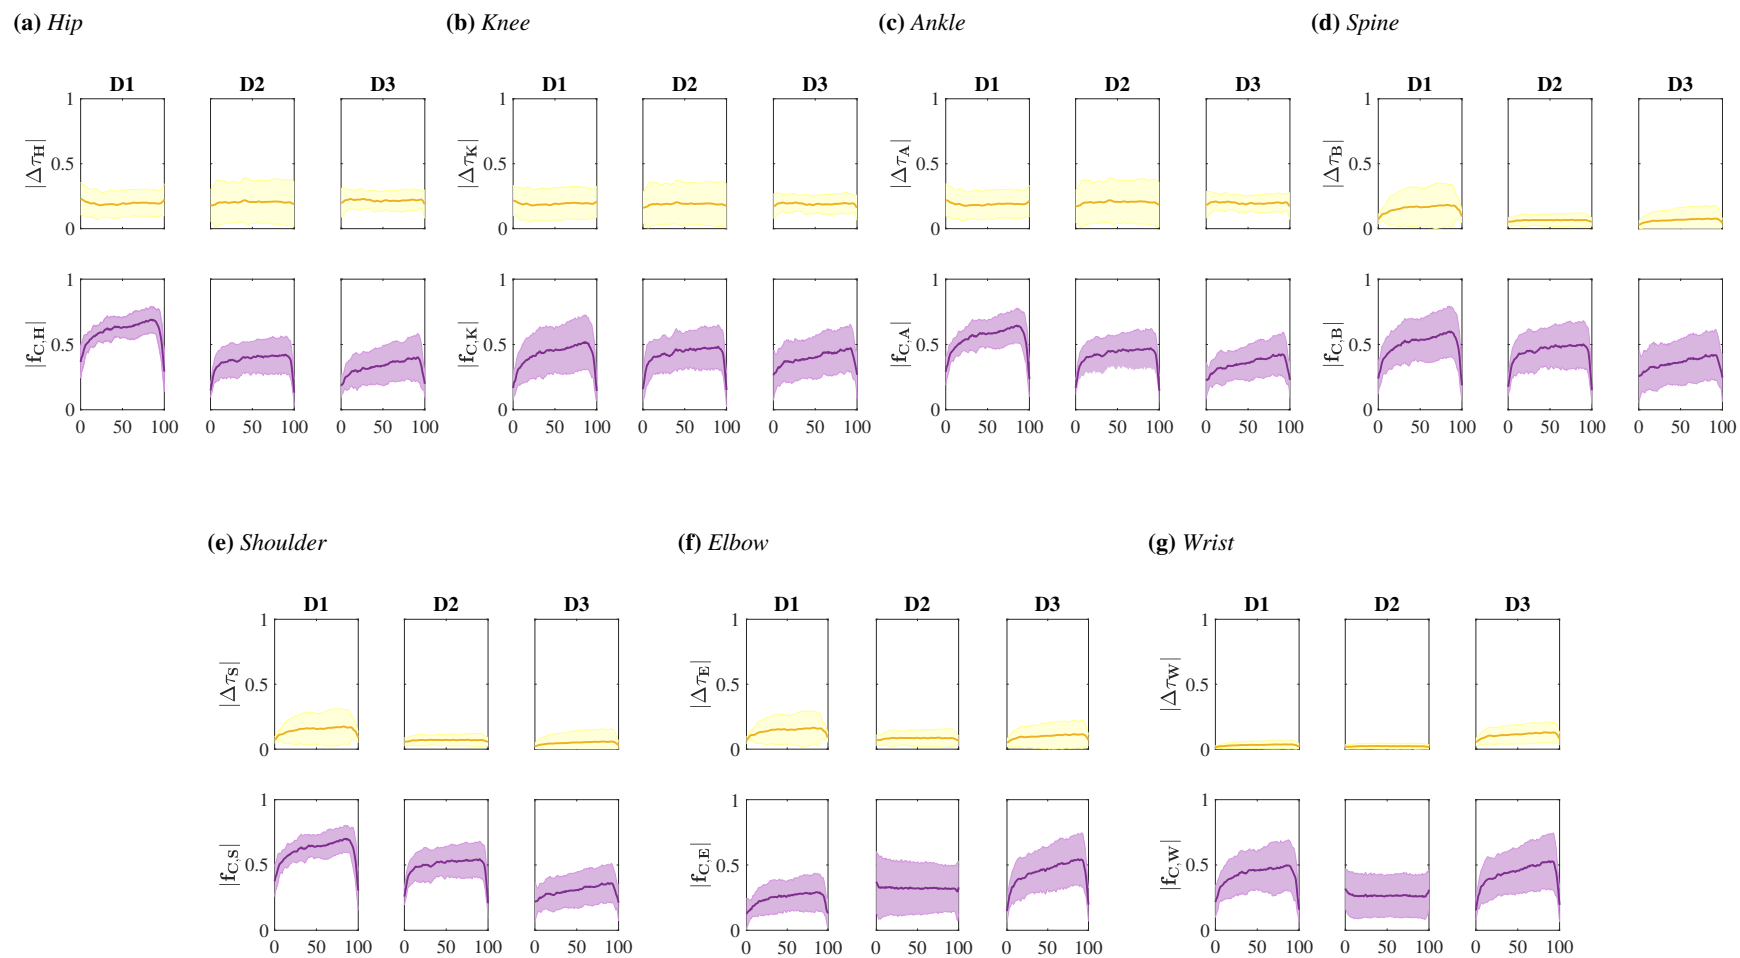 (a) Hip (b) Knee (c) Ankle (d) Spine
D1 D2 D3 D1 D2 D3 D1 D2 D3 D1 D2 D3
1 1 1 1
|Δτ_H| 0.5 |Δτ_K| 0.5 |Δτ_A| 0.5 |Δτ_B| 0.5
0 0 0 0
1 1 1 1
|f_C,H| 0.5 |f_C,K| 0.5 |f_C,A| 0.5 |f_C,B| 0.5
0 0 0 0
0 50 100 0 50 100 0 50 100 0 50 100 0 50 100 0 50 100 0 50 100 0 50 100 0 50 100 0 50 100 0 50 100 0 50 100
(e) Shoulder (f) Elbow (g) Wrist
D1 D2 D3 D1 D2 D3 D1 D2 D3
1 1 1
|Δτ_S| 0.5 |Δτ_E| 0.5 |Δτ_W| 0.5
0 0 0
1 1 1
|f_C,S| 0.5 |f_C,E| 0.5 |f_C,W| 0.5
0 0 0
0 50 100 0 50 100 0 50 100 0 50 100 0 50 100 0 50 100 0 50 100 0 50 100 0 50 100